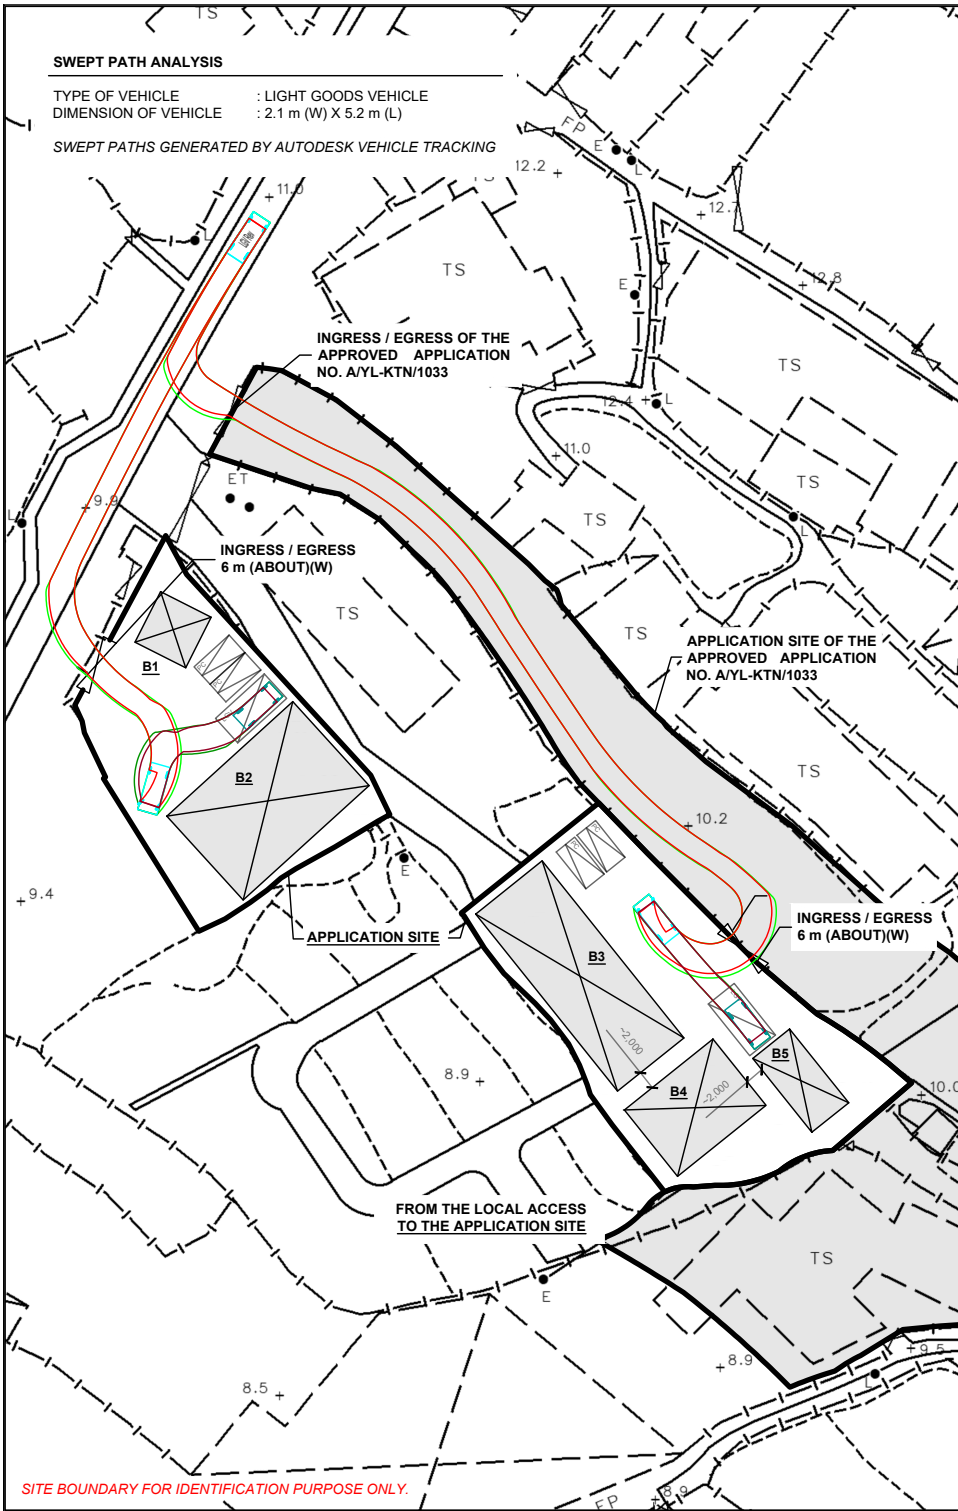 TS
SWEPT PATH ANALYSIS
TYPE OF VEHICLE : LIGHT GOODS VEHICLE
DIMENSION OF VEHICLE : 2.1 m (W) X 5.2 m (L)
SWEPT PATHS GENERATED BY AUTODESK VEHICLE TRACKING
FP
E
L
12.2
TS
11.0
12.7
L
TS
E
12.8
INGRESS / EGRESS OF THE
APPROVED APPLICATION
NO. A/YL-KTN/1033
TS
12.4
L
11.0
ET
TS
9.9
L
TS
L
TS
INGRESS / EGRESS
6 m (ABOUT)(W)
TS
TS
APPLICATION SITE OF THE
APPROVED APPLICATION
NO. A/YL-KTN/1033
B1
B2
TS
10.2
E
9.4
APPLICATION SITE
INGRESS / EGRESS
6 m (ABOUT)(W)
B3
~2,000
B5
8.9
B4
~2,000
10.0
FROM THE LOCAL ACCESS
TO THE APPLICATION SITE
TS
E
9.5
8.9
L
8.5
SITE BOUNDARY FOR IDENTIFICATION PURPOSE ONLY.
FP
8.9